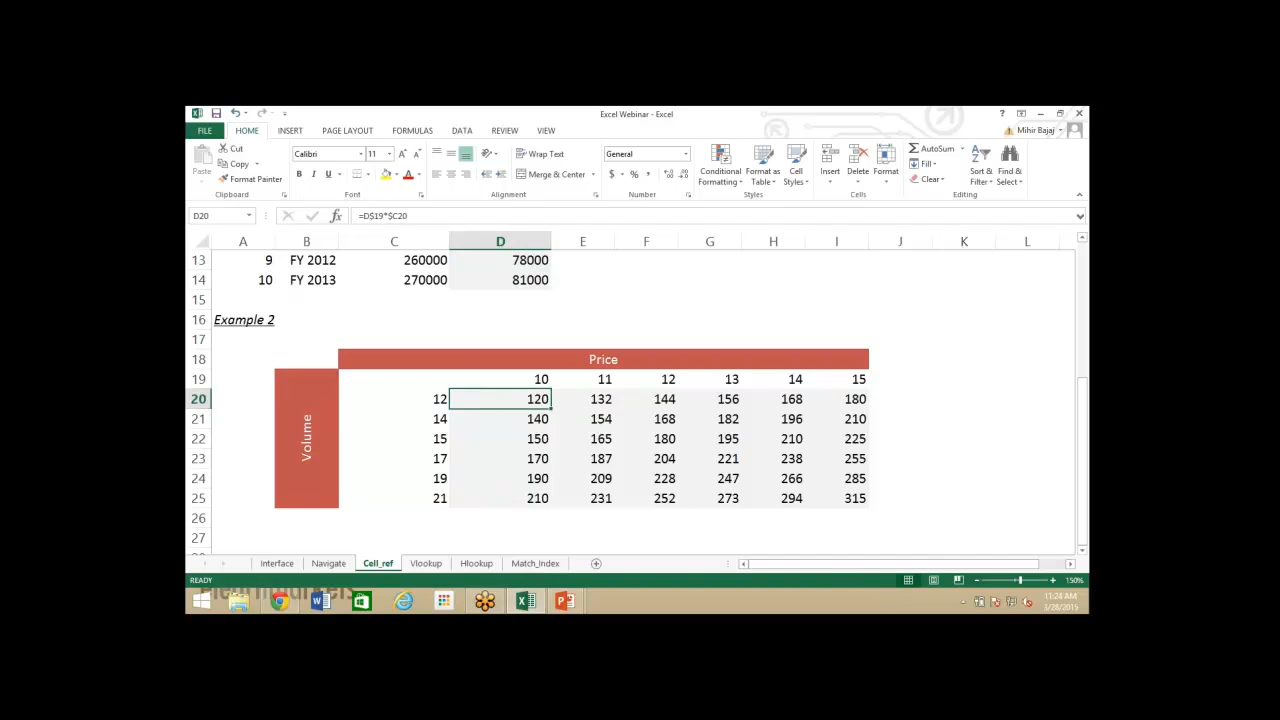 Excel Webinar - Excel
FILE HOME INSERT PAGE LAYOUT FORMULAS DATA REVIEW VIEW Mihir Bajaj
Cut
Calibri 11 Wrap Text General AutoSum
Copy Fill
Paste Format Painter B I U Merge & Center $ % Conditional Formatting Format as Table Cell Styles Insert Delete Format Clear Sort & Filter Find & Select
Clipboard Font Alignment Number Styles Cells Editing
D20 fx =D$19*$C20
A B C D E F G H I J K L
13 9 FY 2012 260000 78000
14 10 FY 2013 270000 81000
15
16 Example 2
17
18 Price
19 10 11 12 13 14 15
20 12 120 132 144 156 168 180
21 14 140 154 168 182 196 210
22 15 150 165 180 195 210 225
Volume
23 17 170 187 204 221 238 255
24 19 190 209 228 247 266 285
25 21 210 231 252 273 294 315
26
27
Interface Navigate Cell_ref Vlookup Hlookup Match_Index
READY 150%
11:24 AM
3/28/2015